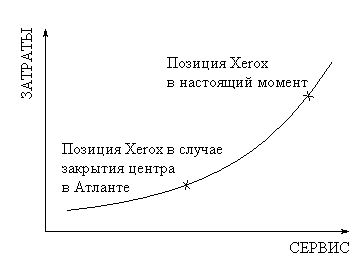 ЗАТРАТЫ
Позиция Xerox
в настоящий момент
Позиция Xerox в случае
закрытия центра
в Атланте
СЕРВИС